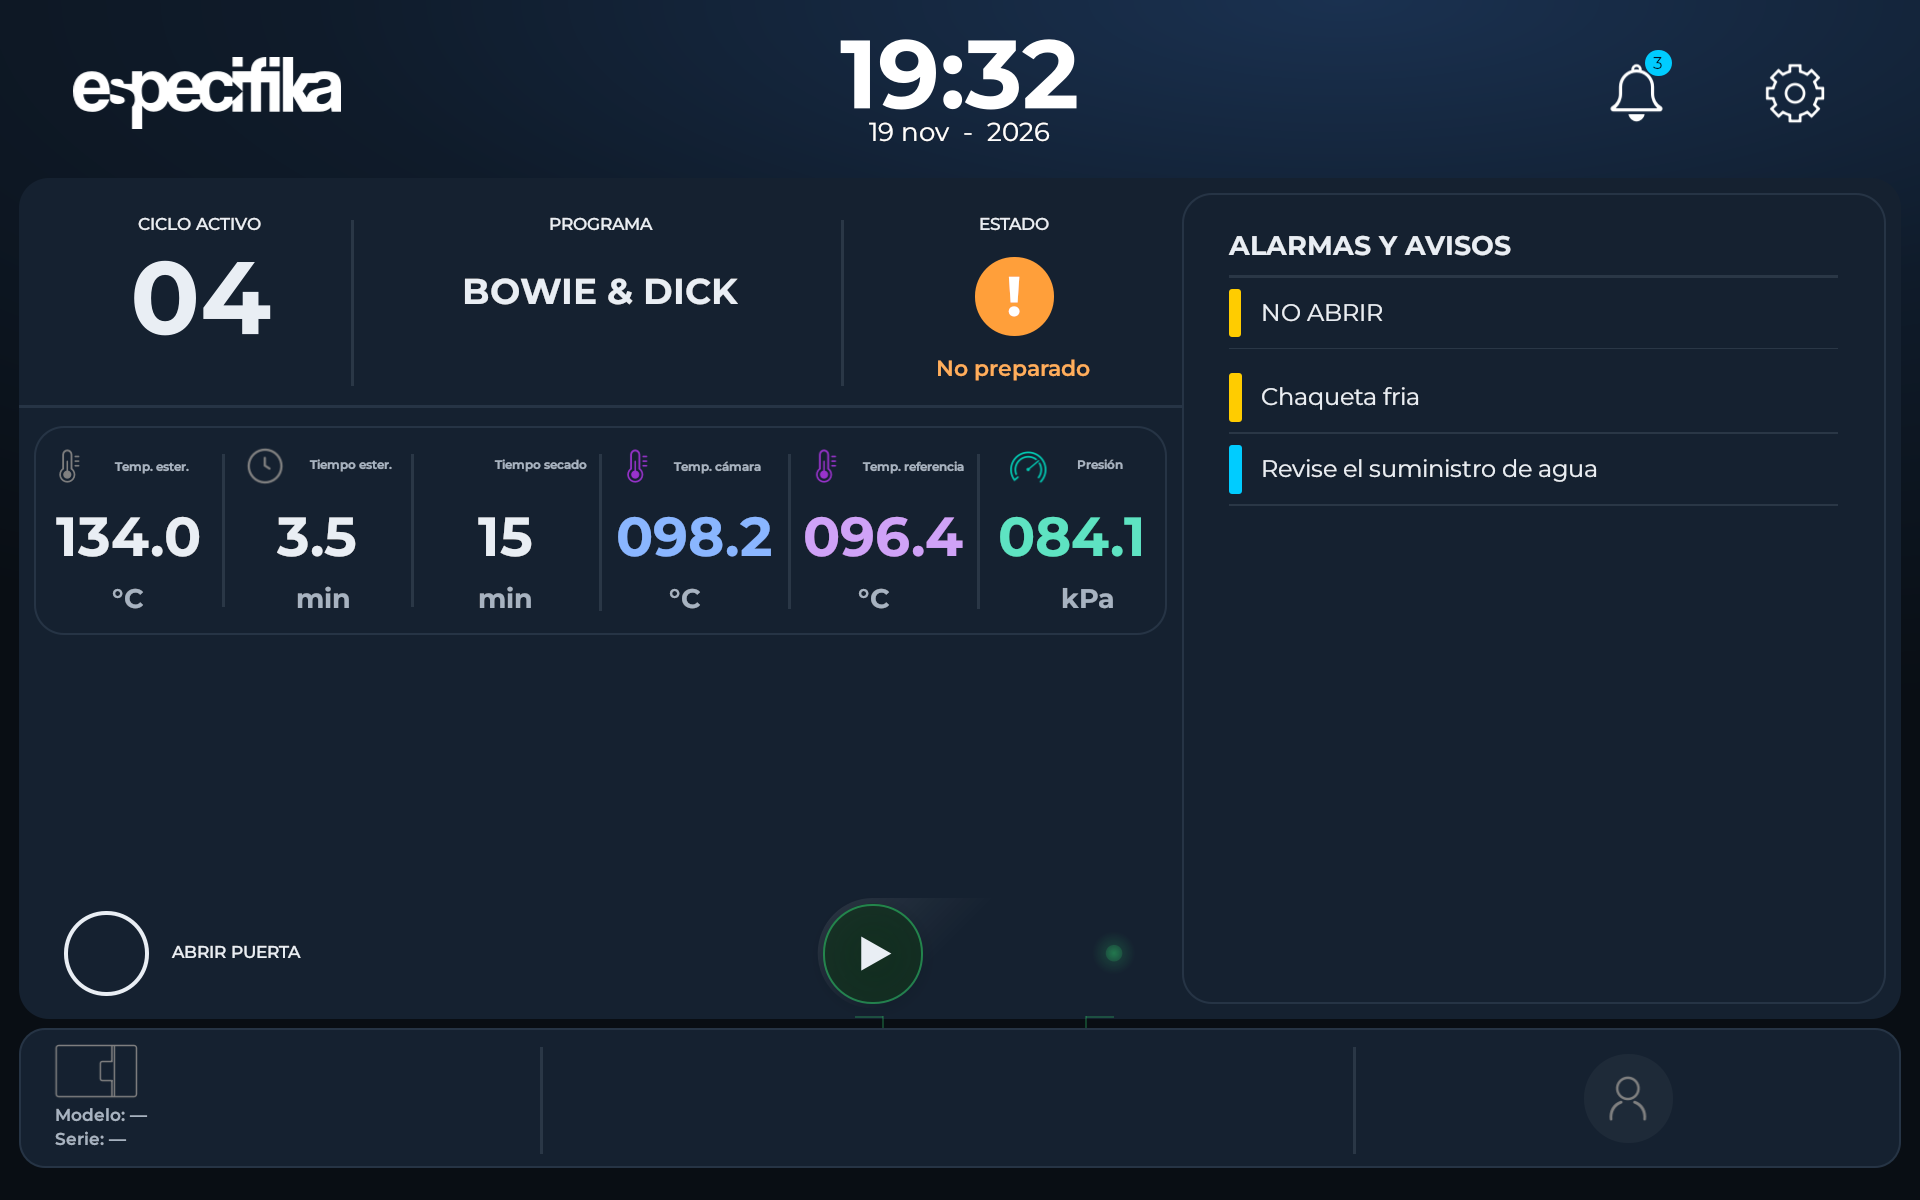 especifika
19:32
19 nov - 2026
3
CICLO ACTIVO
04
PROGRAMA
BOWIE & DICK
ESTADO
!
No preparado
ALARMAS Y AVISOS
NO ABRIR
Chaqueta fria
Revise el suministro de agua
Temp. ester.
134.0
°C
Tiempo ester.
3.5
min
Tiempo secado
15
min
Temp. cámara
098.2
°C
Temp. referencia
096.4
°C
Presión
084.1
kPa
ABRIR PUERTA
Modelo: —
Serie: —